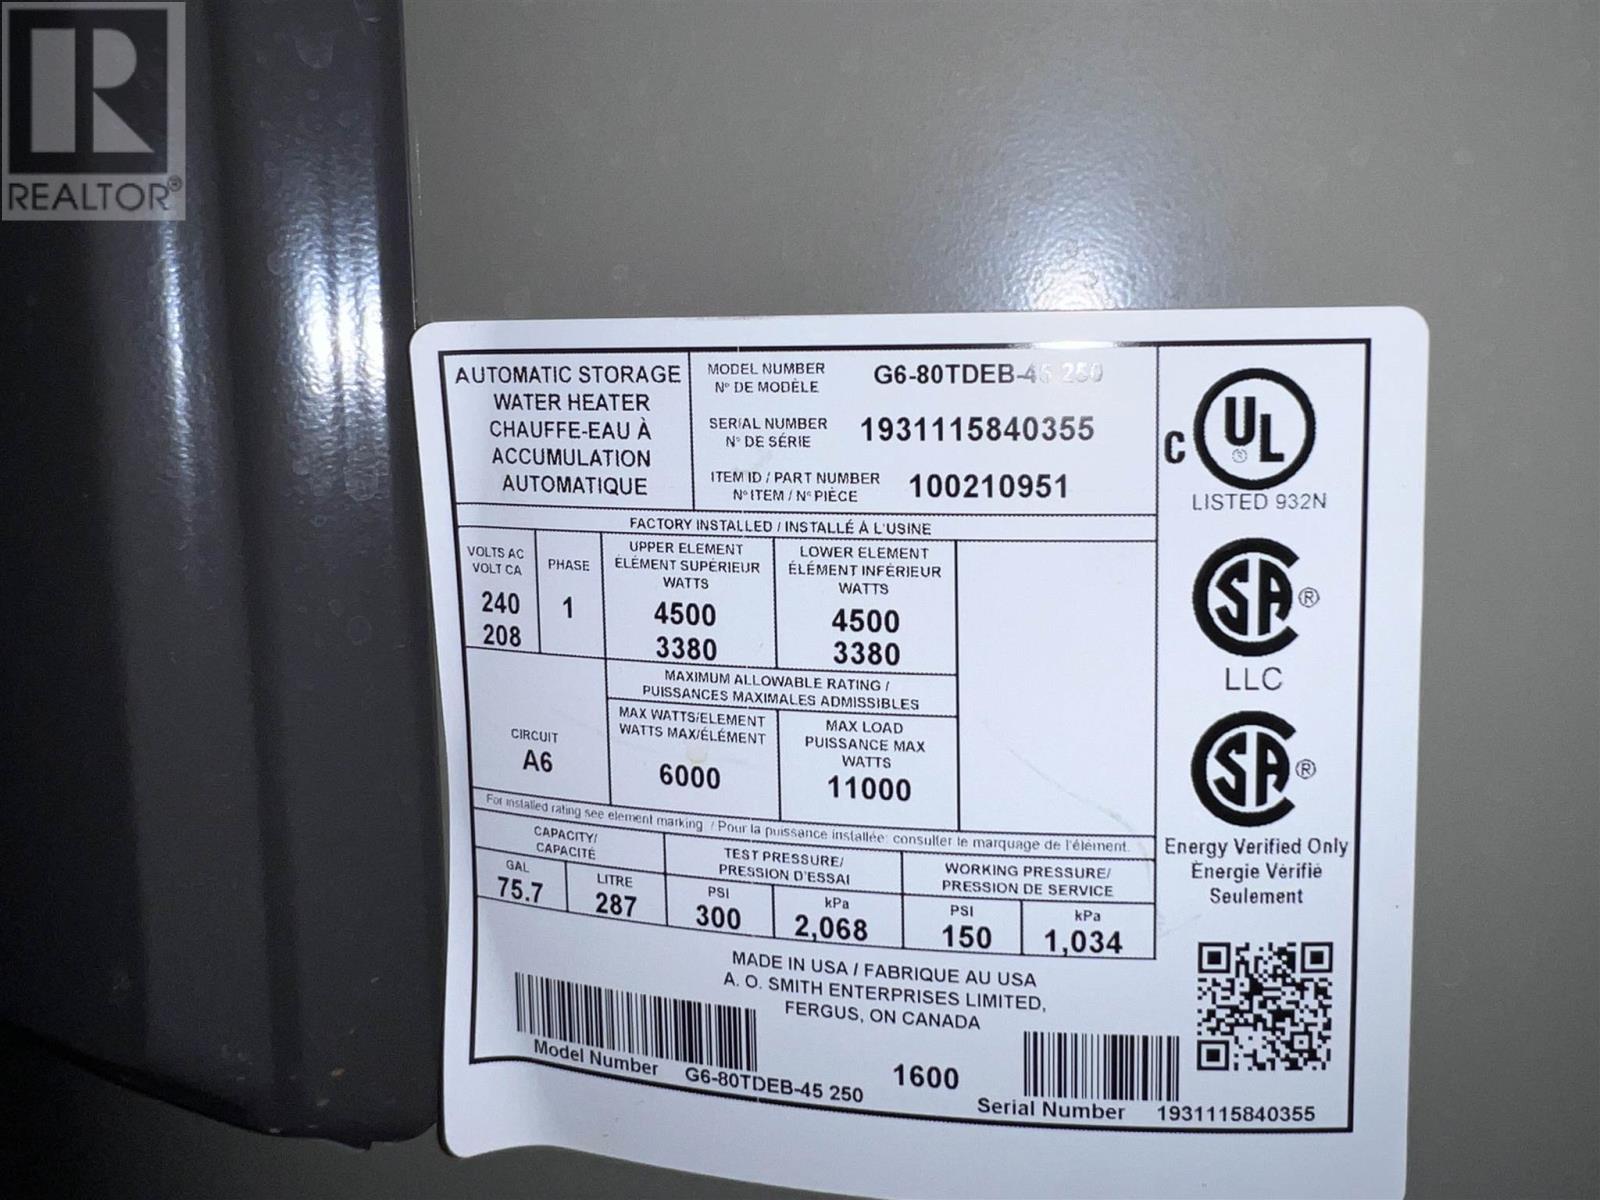 REALTOR®
AUTOMATIC STORAGE
WATER HEATER
CHAUFFE-EAU À
ACCUMULATION
AUTOMATIQUE
MODEL NUMBER
N° DE MODÈLE
G6-80TDEB-45 250
SERIAL NUMBER
N° DE SÉRIE
1931115840355
ITEM ID / PART NUMBER
N° ITEM / N° PIÈCE
100210951
C UL ®
LISTED 932N
FACTORY INSTALLED / INSTALLÉ À L'USINE
VOLTS AC
VOLT CA
240
208
PHASE
1
UPPER ELEMENT
ÉLÉMENT SUPÉRIEUR
WATTS
4500
3380
LOWER ELEMENT
ÉLÉMENT INFÉRIEUR
WATTS
4500
3380
SA ®
LLC
MAXIMUM ALLOWABLE RATING /
PUISSANCES MAXIMALES ADMISSIBLES
CIRCUIT
A6
MAX WATTS/ELEMENT
WATTS MAX/ÉLÉMENT
6000
MAX LOAD
PUISSANCE MAX
WATTS
11000
SA ®
Energy Verified Only
Énergie Vérifié
Seulement
For installed rating see element marking / Pour la puissance installée: consulter le marquage de l'élément.
CAPACITY/
CAPACITÉ
GAL
75.7
LITRE
287
TEST PRESSURE/
PRESSION D'ESSAI
PSI
300
kPa
2,068
WORKING PRESSURE/
PRESSION DE SERVICE
PSI
150
kPa
1,034
MADE IN USA / FABRIQUE AU USA
A. O. SMITH ENTERPRISES LIMITED,
FERGUS, ON CANADA
Model Number G6-80TDEB-45 250
1600
Serial Number 1931115840355